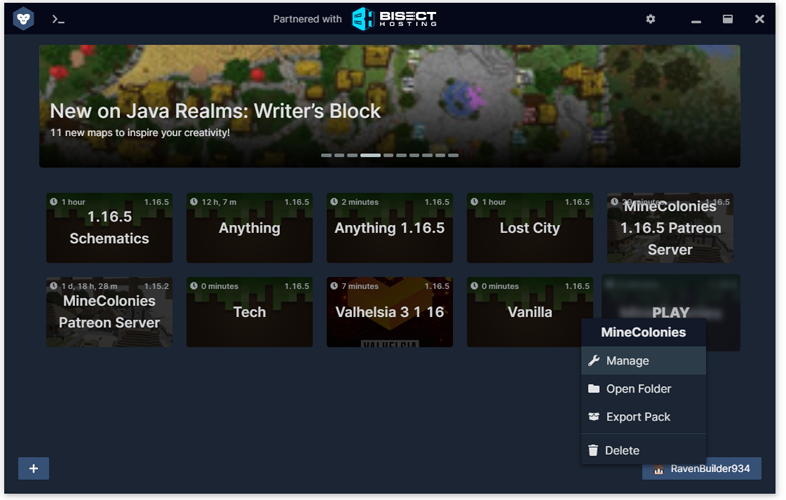 Partnered with BISECT HOSTING
New on Java Realms: Writer's Block
11 new maps to inspire your creativity!
1 hour 1.16.5
1.16.5 Schematics
12 h, 7 m 1.16.5
Anything
2 minutes 1.16.5
Anything 1.16.5
1 hour 1.16.5
Lost City
1.16.5
MineColonies 1.16.5 Patreon Server
1 d, 18 h, 28 m 1.15.2
MineColonies Patreon Server
0 minutes 1.16.5
Tech
7 minutes 1.16.5
Valhelsia 3 1 16
VALHELSIA
0 minutes 1.16.5
Vanilla
PLAY
MineColonies
Manage
Open Folder
Export Pack
Delete
RavenBuilder934